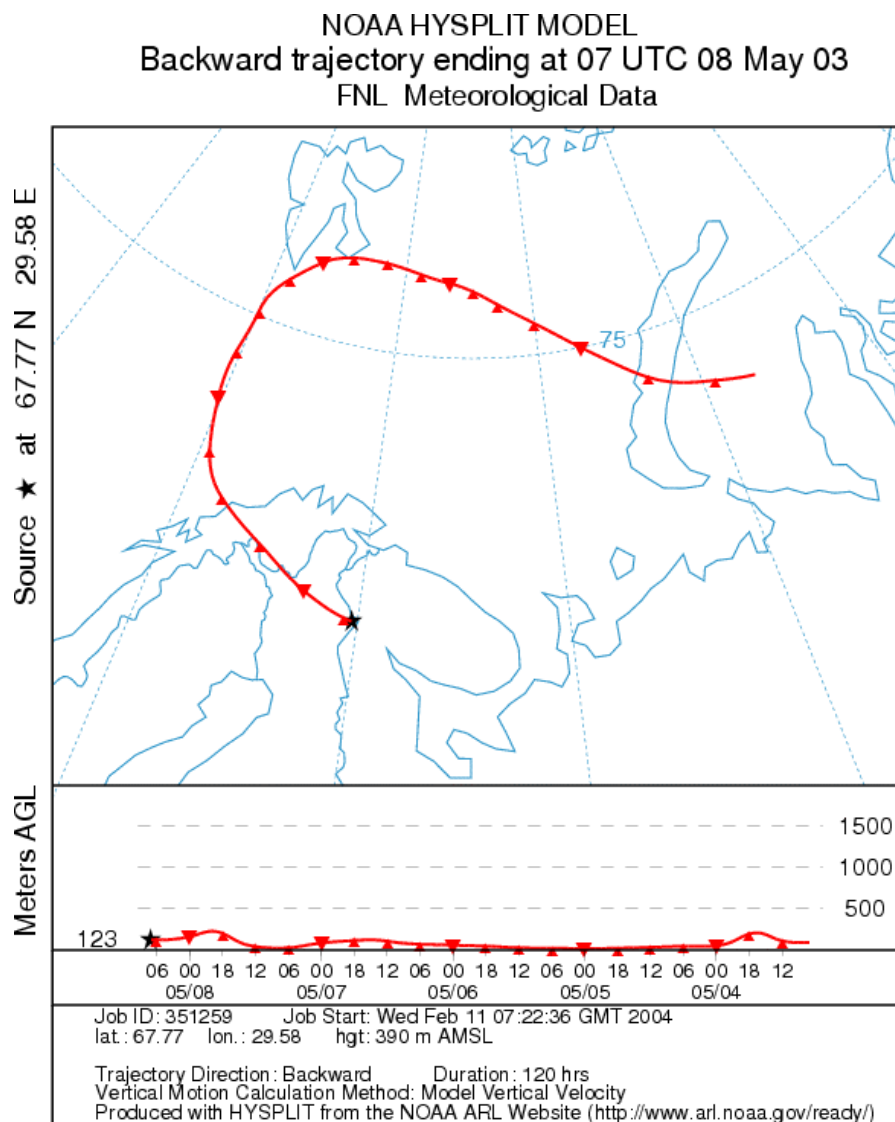 NOAA HYSPLIT MODEL
Backward trajectory ending at 07 UTC 08 May 03
FNL Meteorological Data
Source ★ at 67.77 N 29.58 E
75
Meters AGL
1500
1000
500
123
06 00 18 12 06 00 18 12 06 00 18 12 06 00 18 12 06 00 18 12
05/08 05/07 05/06 05/05 05/04
Job ID: 351259 Job Start: Wed Feb 11 07:22:36 GMT 2004
lat.: 67.77 lon.: 29.58 hgt: 390 m AMSL
Trajectory Direction: Backward Duration: 120 hrs
Vertical Motion Calculation Method: Model Vertical Velocity
Produced with HYSPLIT from the NOAA ARL Website (http://www.arl.noaa.gov/ready/)